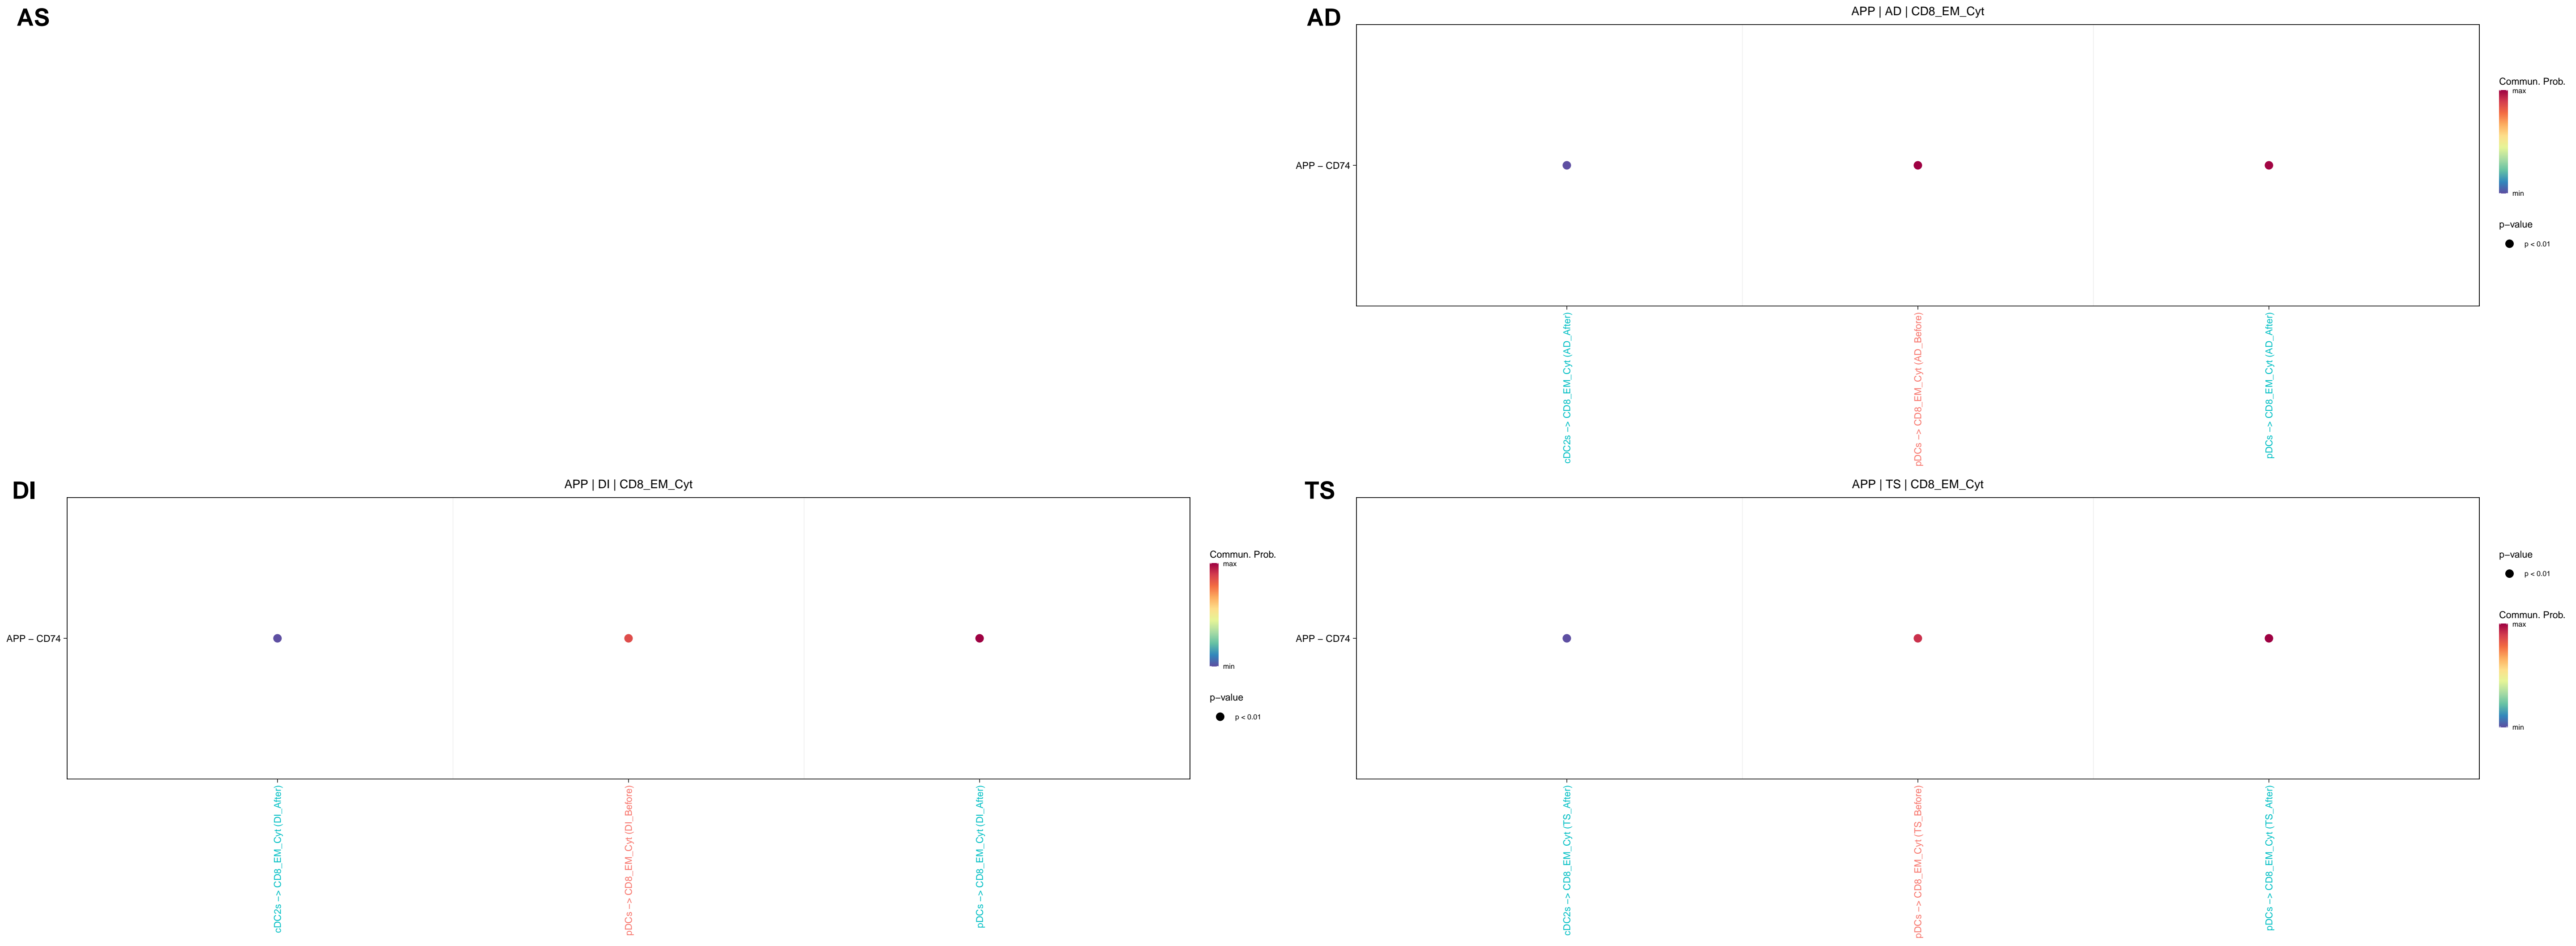 AS
AD
APP | AD | CD8_EM_Cyt
APP − CD74
cDC2s −> CD8_EM_Cyt (AD_After)
pDCs −> CD8_EM_Cyt (AD_Before)
pDCs −> CD8_EM_Cyt (AD_After)
Commun. Prob.
max
min
p−value
p < 0.01
DI
APP | DI | CD8_EM_Cyt
APP − CD74
cDC2s −> CD8_EM_Cyt (DI_After)
pDCs −> CD8_EM_Cyt (DI_Before)
pDCs −> CD8_EM_Cyt (DI_After)
Commun. Prob.
max
min
p−value
p < 0.01
TS
APP | TS | CD8_EM_Cyt
APP − CD74
cDC2s −> CD8_EM_Cyt (TS_After)
pDCs −> CD8_EM_Cyt (TS_Before)
pDCs −> CD8_EM_Cyt (TS_After)
p−value
p < 0.01
Commun. Prob.
max
min